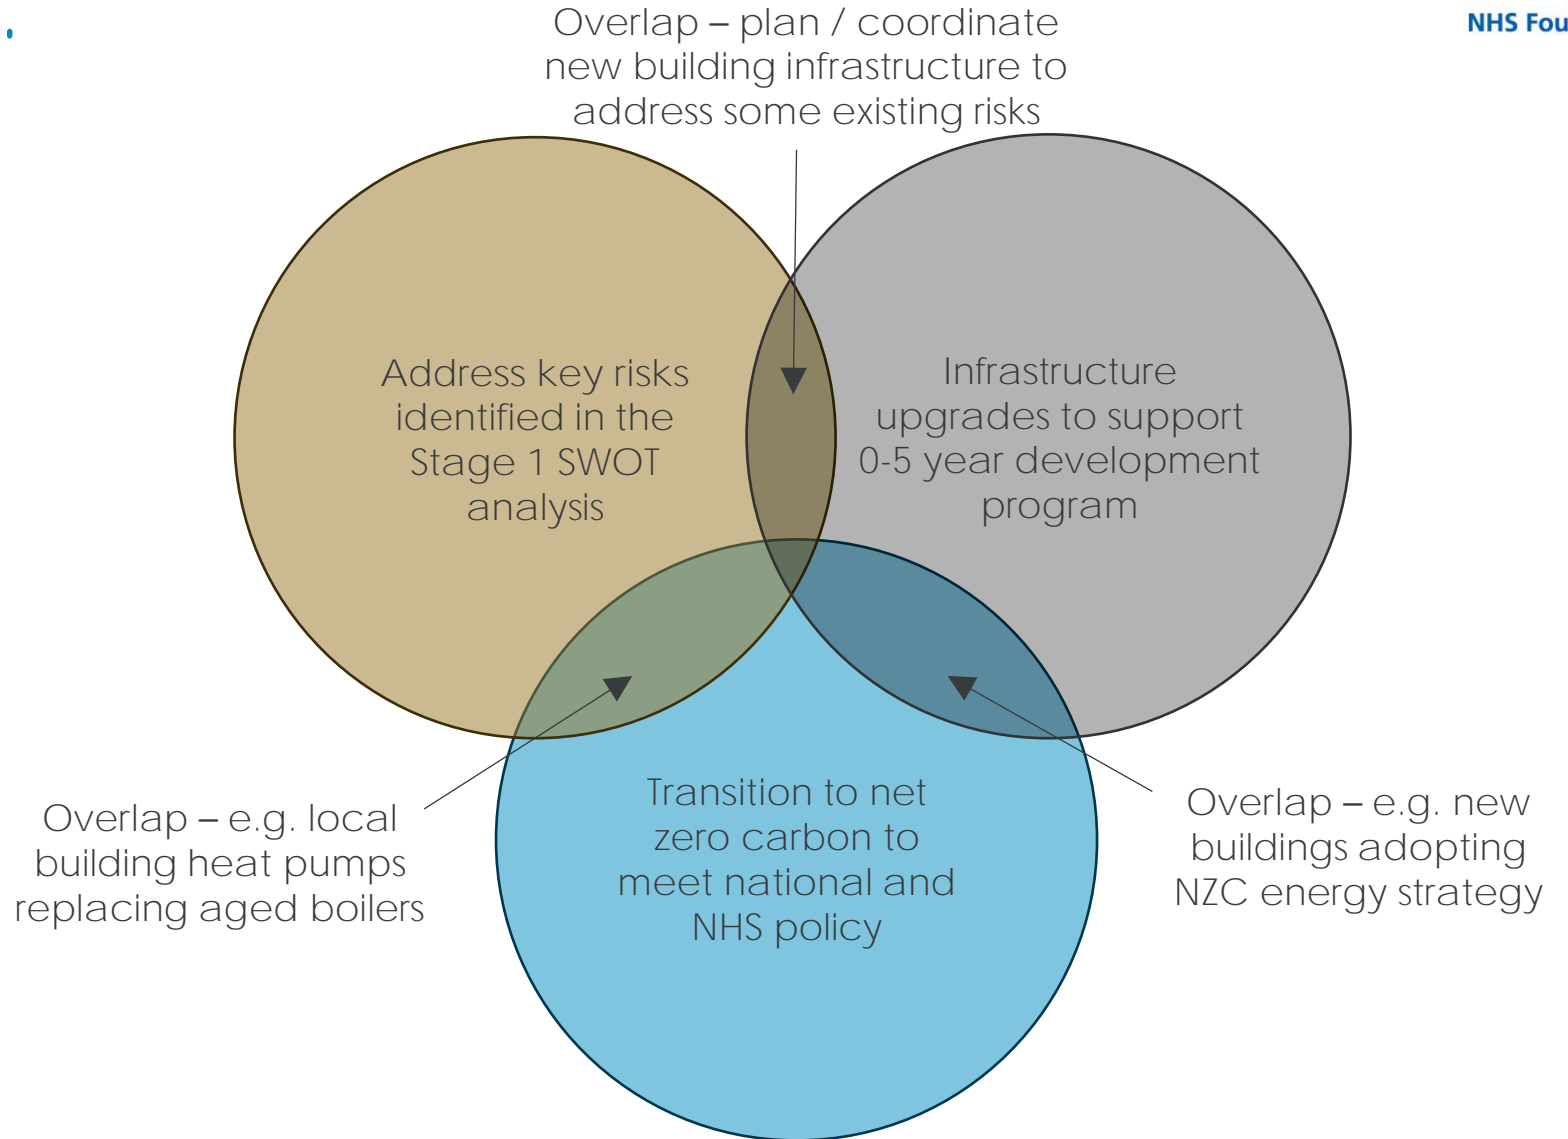 NHS Fou
Overlap – plan / coordinate
new building infrastructure to
address some existing risks
Address key risks
identified in the
Stage 1 SWOT
analysis
Infrastructure
upgrades to support
0-5 year development
program
Transition to net
zero carbon to
meet national and
NHS policy
Overlap – e.g. local
building heat pumps
replacing aged boilers
Overlap – e.g. new
buildings adopting
NZC energy strategy